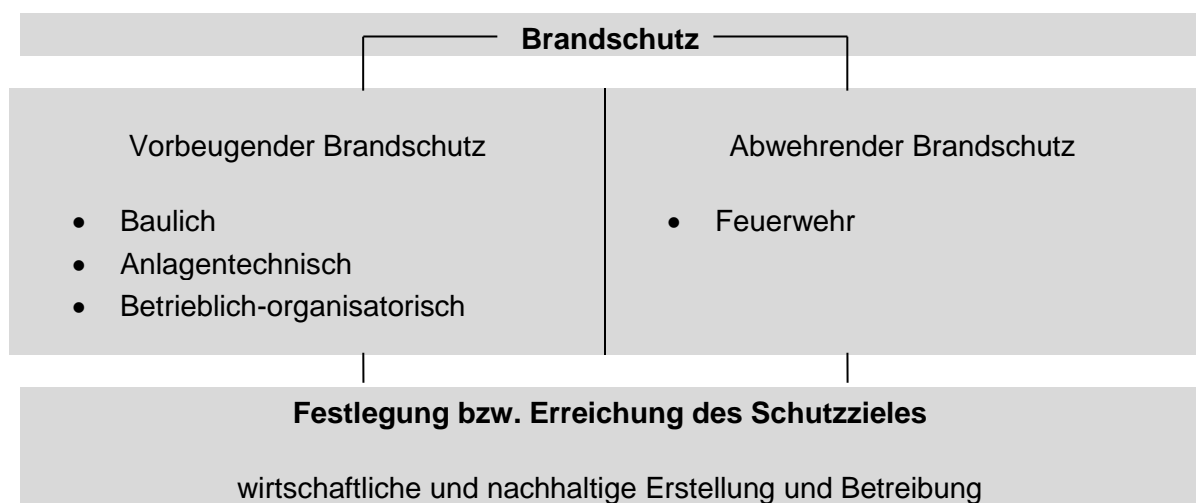 Brandschutz
Vorbeugender Brandschutz
• Baulich
• Anlagentechnisch
• Betrieblich-organisatorisch
Abwehrender Brandschutz
• Feuerwehr
Festlegung bzw. Erreichung des Schutzzieles
wirtschaftliche und nachhaltige Erstellung und Betreibung